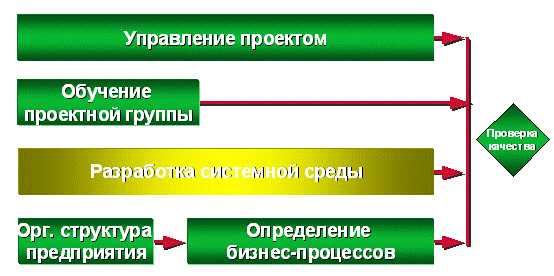 Управление проектом
Обучение
проектной группы
Проверка
качества
Разработка системной среды
Орг. структура
предприятия
Определение
бизнес-процессов